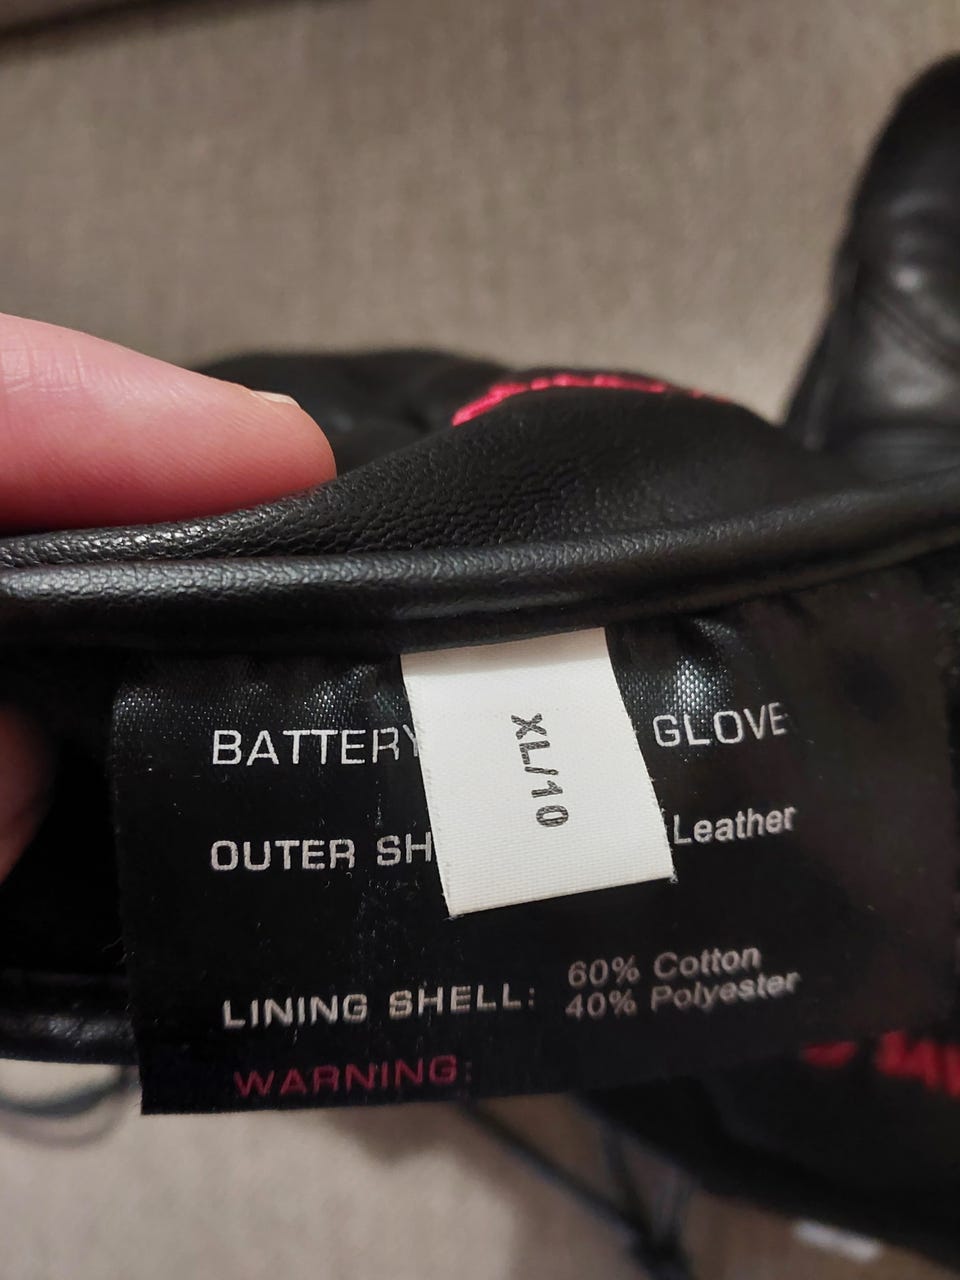 BATTERY GLOVE
XL/10
OUTER SH Leather
60% Cotton
LINING SHELL: 40% Polyester
WARNING: